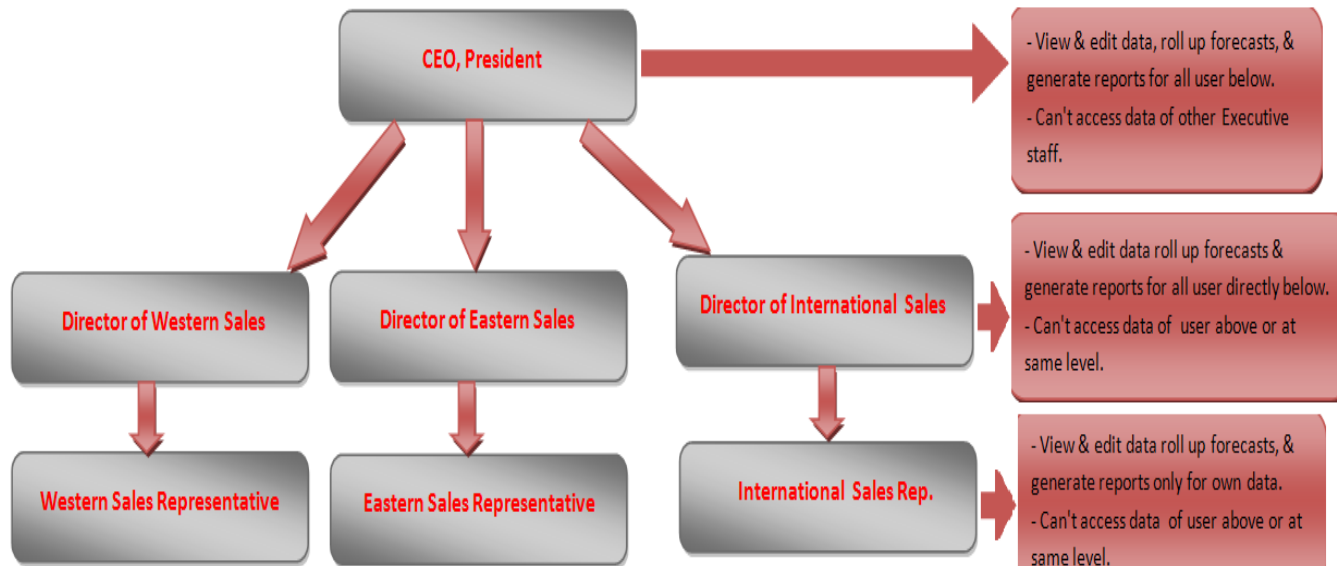 CEO, President
- View & edit data, roll up forecasts, &
generate reports for all user below.
- Can't access data of other Executive
staff.
Director of Western Sales
Director of Eastern Sales
Director of International Sales
- View & edit data roll up forecasts &
generate reports for all user directly below.
- Can't access data of user above or at
same level.
Western Sales Representative
Eastern Sales Representative
International Sales Rep.
- View & edit data roll up forecasts, &
generate reports only for own data.
- Can't access data of user above or at
same level.